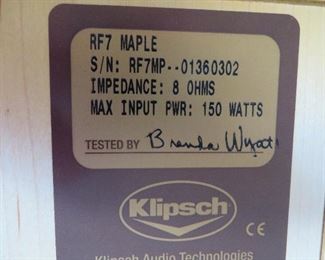 RF7 MAPLE
S/N: RF7MP--01360302
IMPEDANCE: 8 OHMS
MAX INPUT PWR: 150 WATTS
TESTED BY Brenda Wyatt
Klipsch
CE
Klipsch Audio Technologies